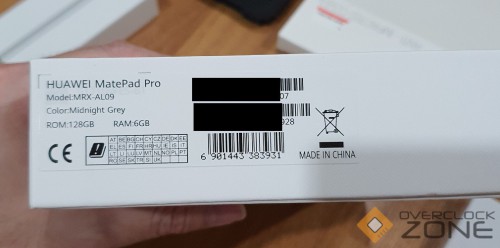 HUAWEI MatePad Pro
Model:MRX-AL09
Color:Midnight Grey
ROM:128GB RAM:6GB
07
928
CE
6 901443 383931
MADE IN CHINA
OVERCLOCK
ZONE